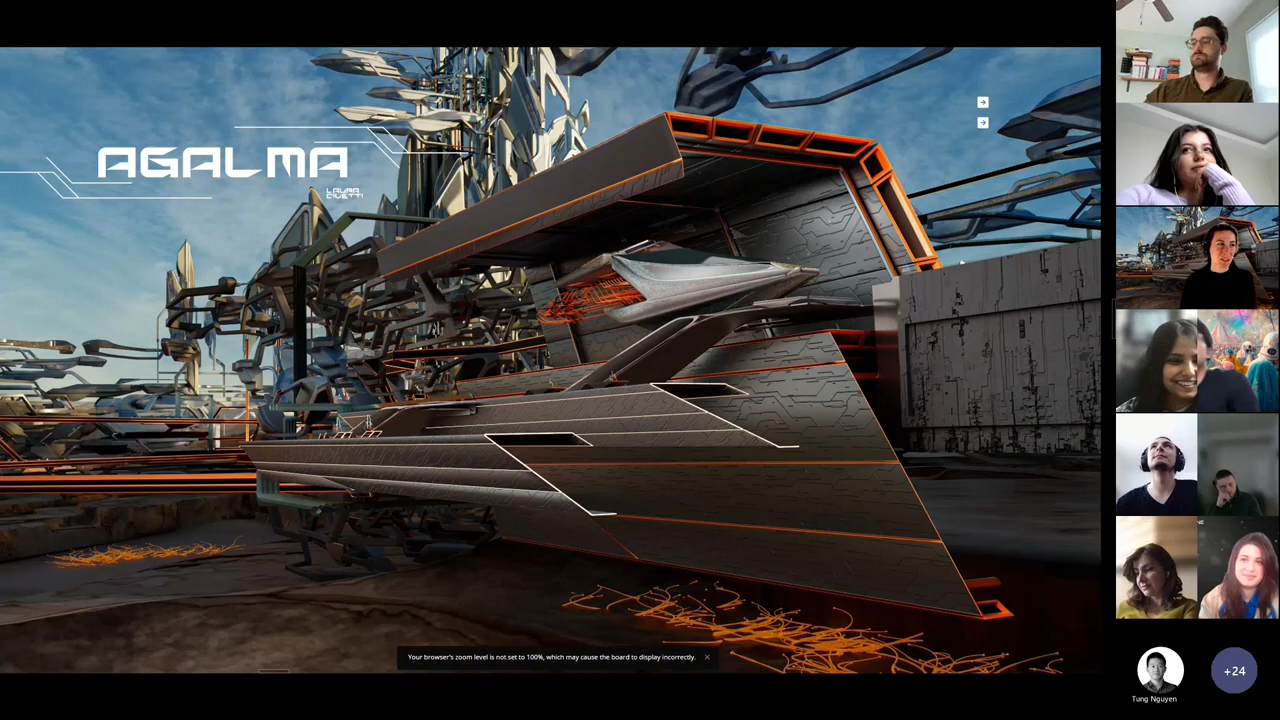 AGALMA
LAURA
CIVETTI
Your browser's zoom level is not set to 100%, which may cause the board to display incorrectly.
Tung Nguyen
+24